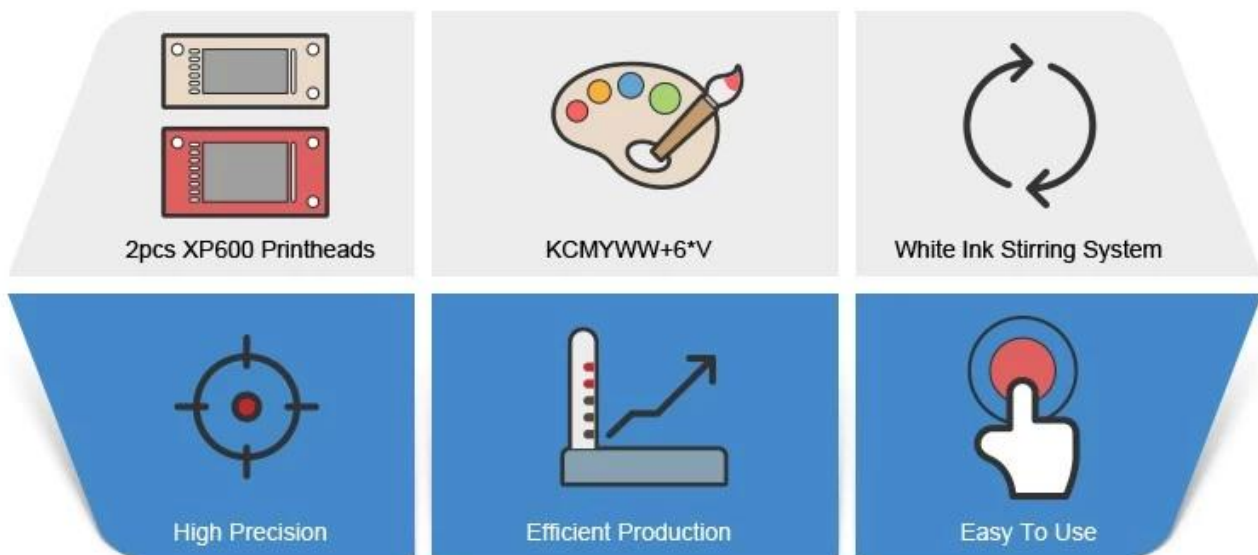 2pcs XP600 Printheads
KCMYWW+6*V
White Ink Stirring System
High Precision
Efficient Production
Easy To Use